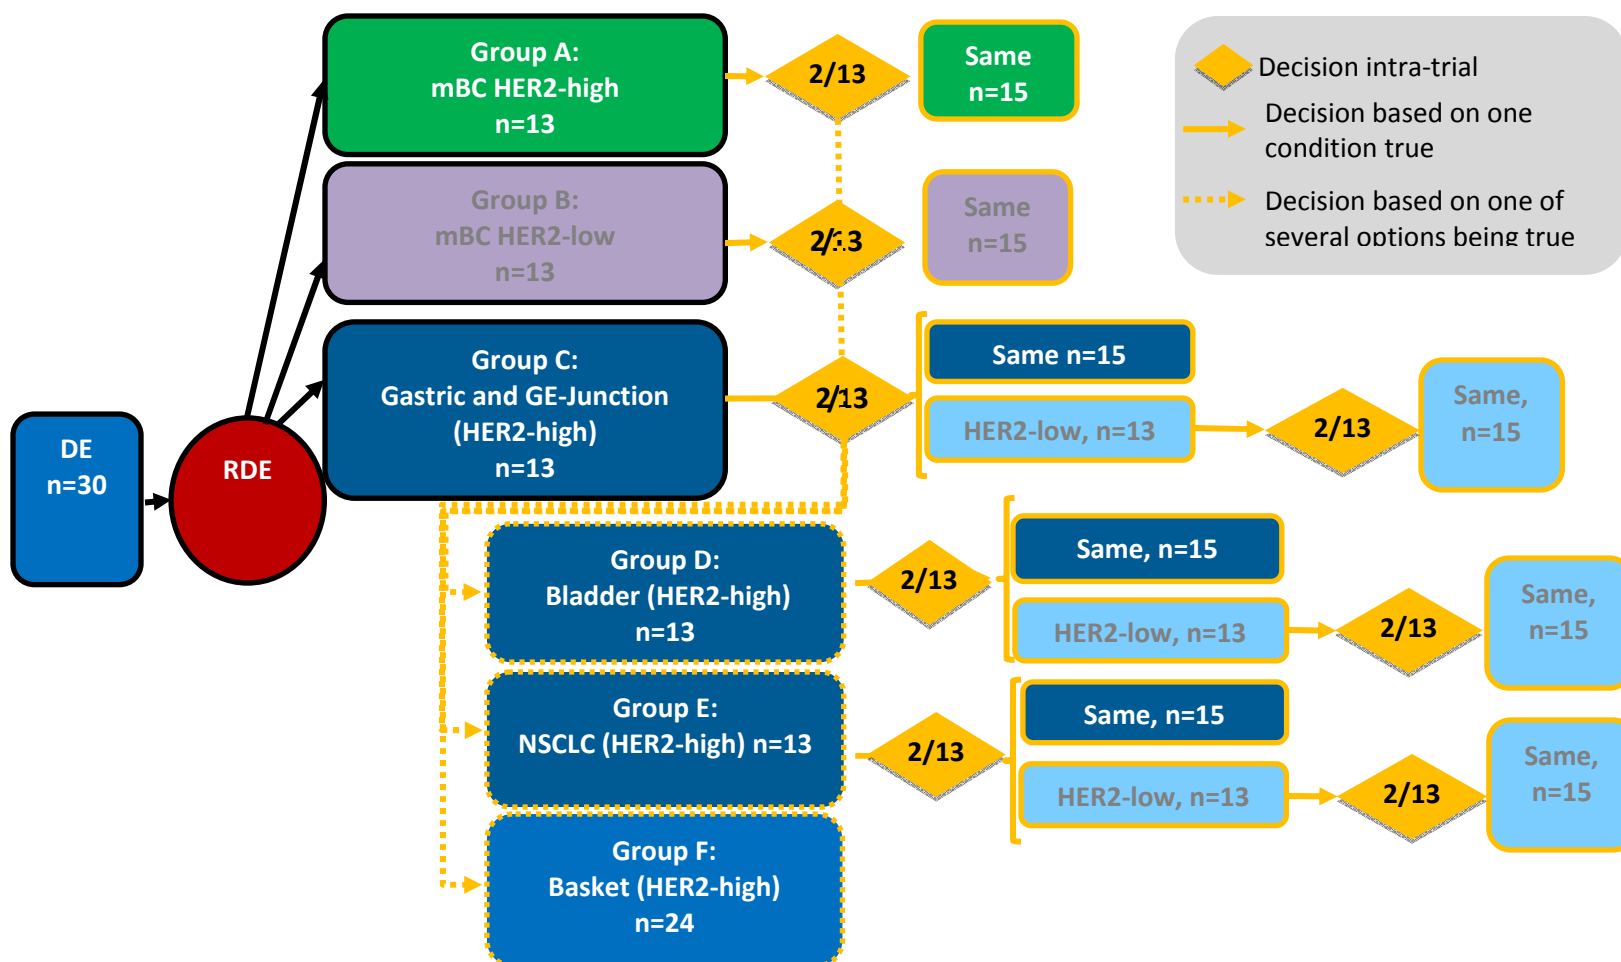 Group A:
mBC HER2-high
n=13
2/13
Same
n=15
Decision intra-trial
Decision based on one
condition true
Decision based on one of
several options being true
Group B:
mBC HER2-low
n=13
2/13
Same
n=15
Group C:
Gastric and GE-Junction
(HER2-high)
n=13
2/13
Same n=15
HER2-low, n=13
2/13
Same,
n=15
DE
n=30
RDE
Group D:
Bladder (HER2-high)
n=13
2/13
Same, n=15
HER2-low, n=13
2/13
Same,
n=15
Group E:
NSCLC (HER2-high) n=13
2/13
Same, n=15
HER2-low, n=13
2/13
Same,
n=15
Group F:
Basket (HER2-high)
n=24